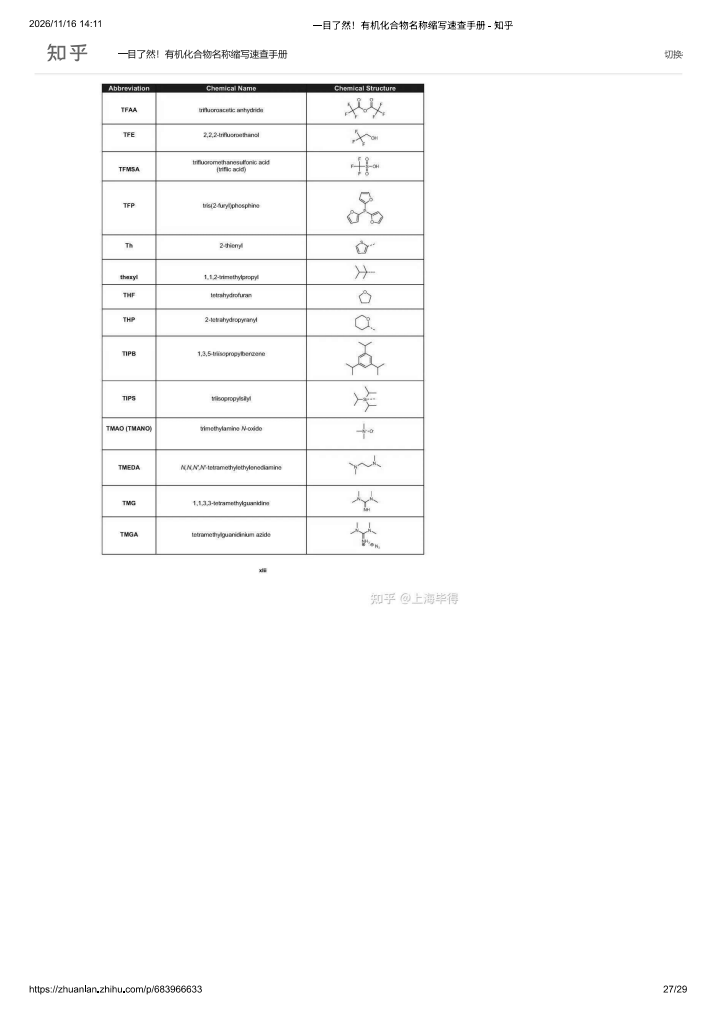 2026/11/16 14:11
一目了然！有机化合物名称缩写速查手册 - 知乎
知乎
一目了然！有机化合物名称缩写速查手册
切换
Abbreviation Chemical Name Chemical Structure
TFAA trifluoroacetic anhydride
TFE 2,2,2-trifluoroethanol
TFMSA trifluoromethanesulfonic acid
(triflic acid)
TFP tris(2-furyl)phosphine
Th 2-thienyl
thexyl 1,1,2-trimethylpropyl
THF tetrahydrofuran
THP 2-tetrahydropyranyl
TIPB 1,3,5-triisopropylbenzene
TIPS triisopropylsilyl
TMAO (TMANO) trimethylamine N-oxide
TMEDA N,N,N',N'-tetramethylethylenediamine
TMG 1,1,3,3-tetramethylguanidine
TMGA tetramethylguanidinium azide
xlii
知乎 @上海毕得
https://zhuanlan.zhihu.com/p/683966633
27/29